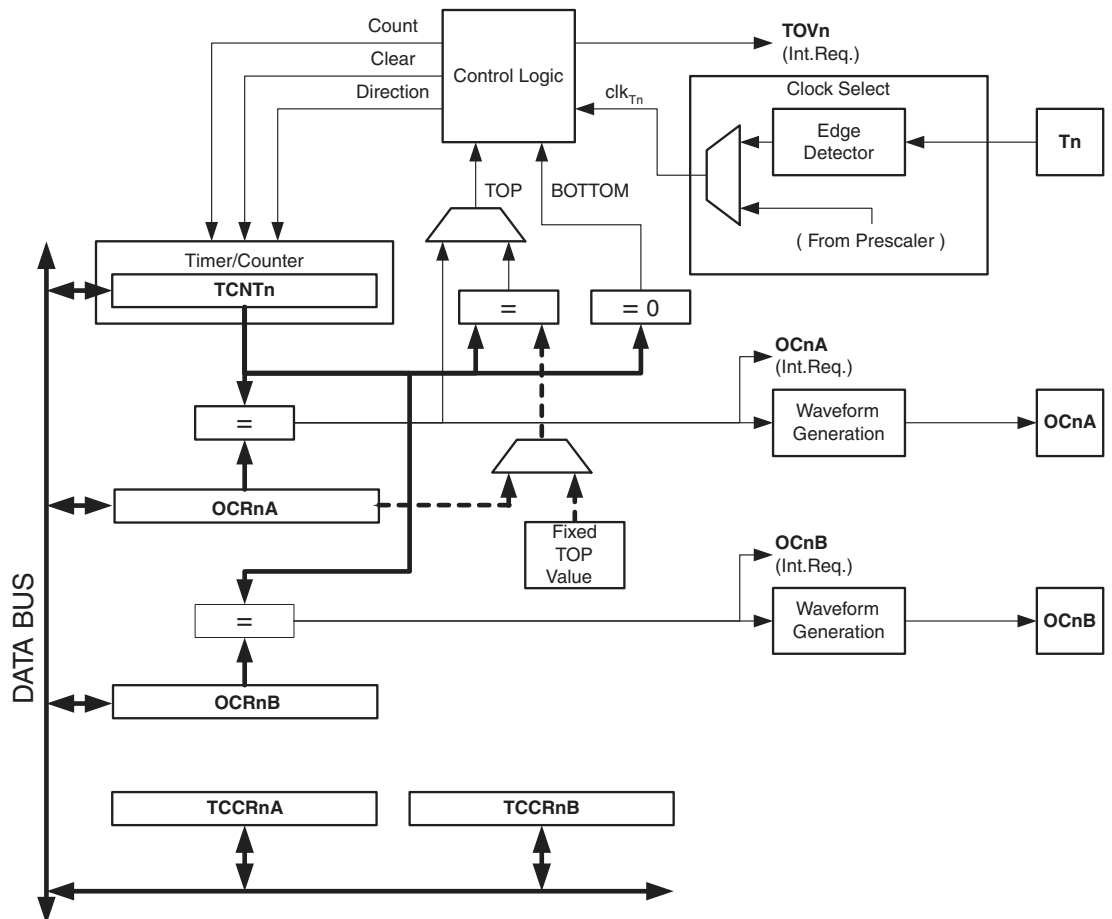 Count
Clear
Direction
Control Logic
TOVn
(Int.Req.)
clkTn
Clock Select
Edge
Detector
Tn
( From Prescaler )
TOP
BOTTOM
Timer/Counter
TCNTn
=
= 0
OCnA
(Int.Req.)
=
Waveform
Generation
OCnA
OCRnA
Fixed
TOP
Value
OCnB
(Int.Req.)
=
Waveform
Generation
OCnB
OCRnB
DATA BUS
TCCRnA
TCCRnB